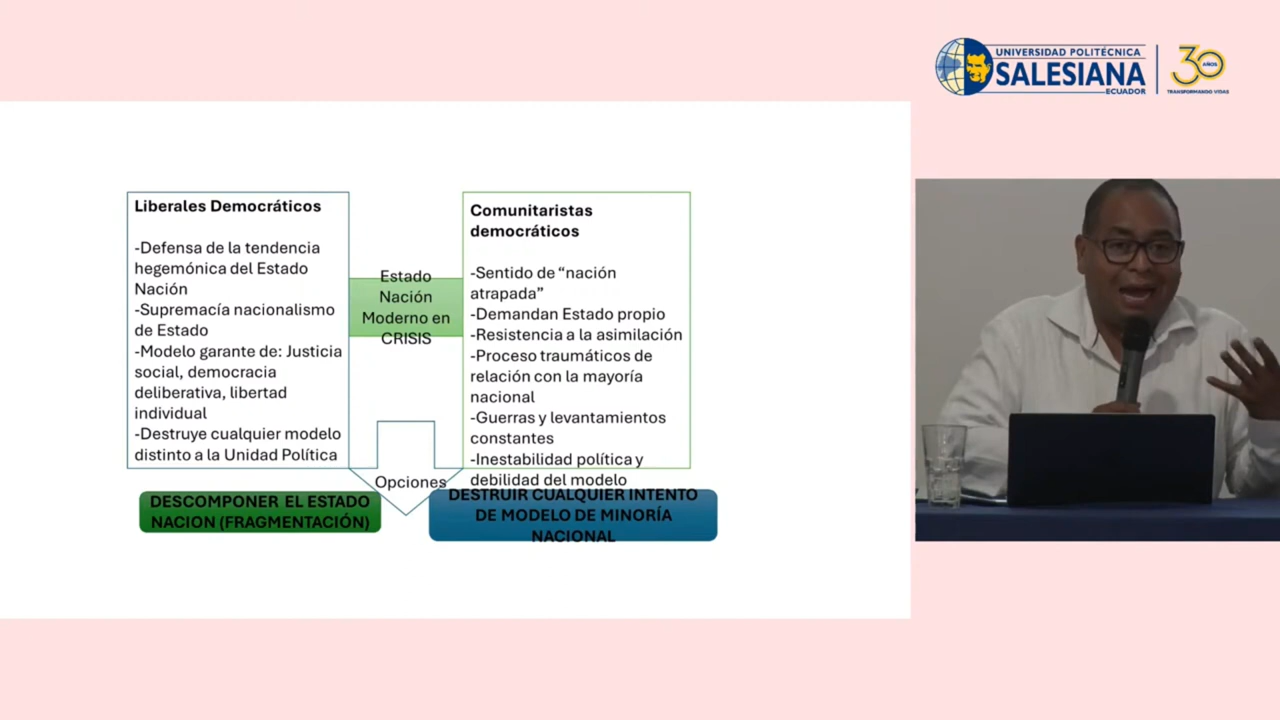 UNIVERSIDAD POLITÉCNICA
SALESIANA
ECUADOR
30
AÑOS
TRANSFORMANDO VIDAS
Liberales Democráticos
-Defensa de la tendencia
hegemónica del Estado
Nación
-Supremacía nacionalismo
de Estado
-Modelo garante de: Justicia
social, democracia
deliberativa, libertad
individual
-Destruye cualquier modelo
distinto a la Unidad Política
Estado
Nación
Moderno en
CRISIS
Comunitaristas
democráticos
-Sentido de “nación
atrapada”
-Demandan Estado propio
-Resistencia a la asimilación
-Proceso traumáticos de
relación con la mayoría
nacional
-Guerras y levantamientos
constantes
-Inestabilidad política y
debilidad del modelo
Opciones
DESCOMPONER EL ESTADO
NACION (FRAGMENTACIÓN)
DESTRUIR CUALQUIER INTENTO
DE MODELO DE MINORÍA
NACIONAL